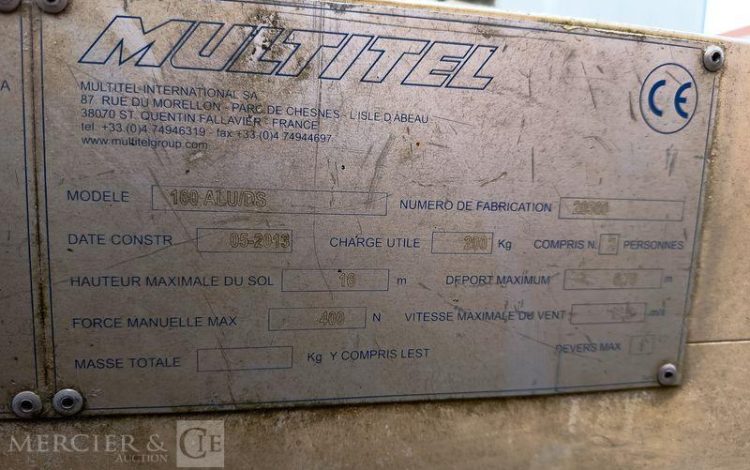 MULTITEL
MULTITEL INTERNATIONAL SA
87 RUE DU MORELLON - PARC DE CHESNES - L'ISLE D'ABEAU
38070 ST. QUENTIN FALLAVIER - FRANCE
tel. +33 (0)4 74946319 - fax +33 (0)4 74944697
www.multitelgroup.com
CE
MODELE 160 ALU/DS NUMERO DE FABRICATION
DATE CONSTR 05-2013 CHARGE UTILE 200 Kg COMPRIS N. PERSONNES
HAUTEUR MAXIMALE DU SOL 16 m DEPORT MAXIMUM m
FORCE MANUELLE MAX 400 N VITESSE MAXIMALE DU VENT m/s
MASSE TOTALE Kg Y COMPRIS LEST DEVERS MAX 1°
A
MERCIER & CIE
AUCTION